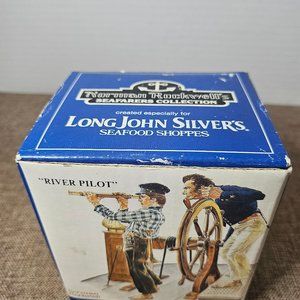 Norman Rockwell's
SEAFARERS COLLECTION
created especially for
LONG JOHN SILVER'S
SEAFOOD SHOPPES
"RIVER PILOT"